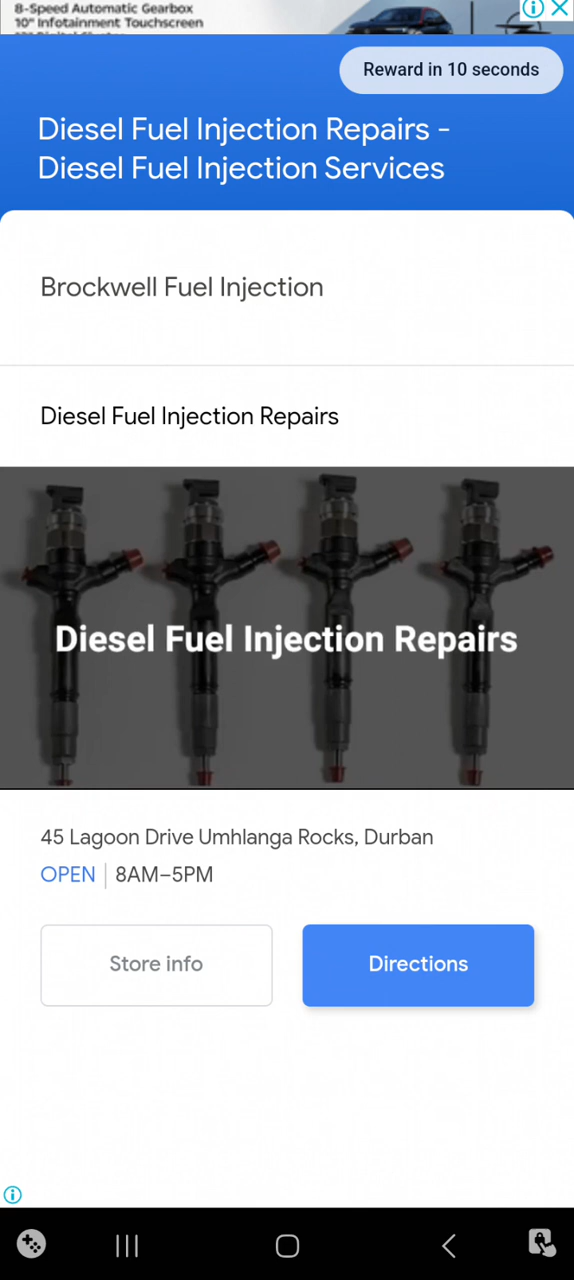 8-Speed Automatic Gearbox
10" Infotainment Touchscreen
Reward in 10 seconds
Diesel Fuel Injection Repairs -
Diesel Fuel Injection Services
Brockwell Fuel Injection
Diesel Fuel Injection Repairs
Diesel Fuel Injection Repairs
45 Lagoon Drive Umhlanga Rocks, Durban
OPEN | 8AM–5PM
Store info
Directions